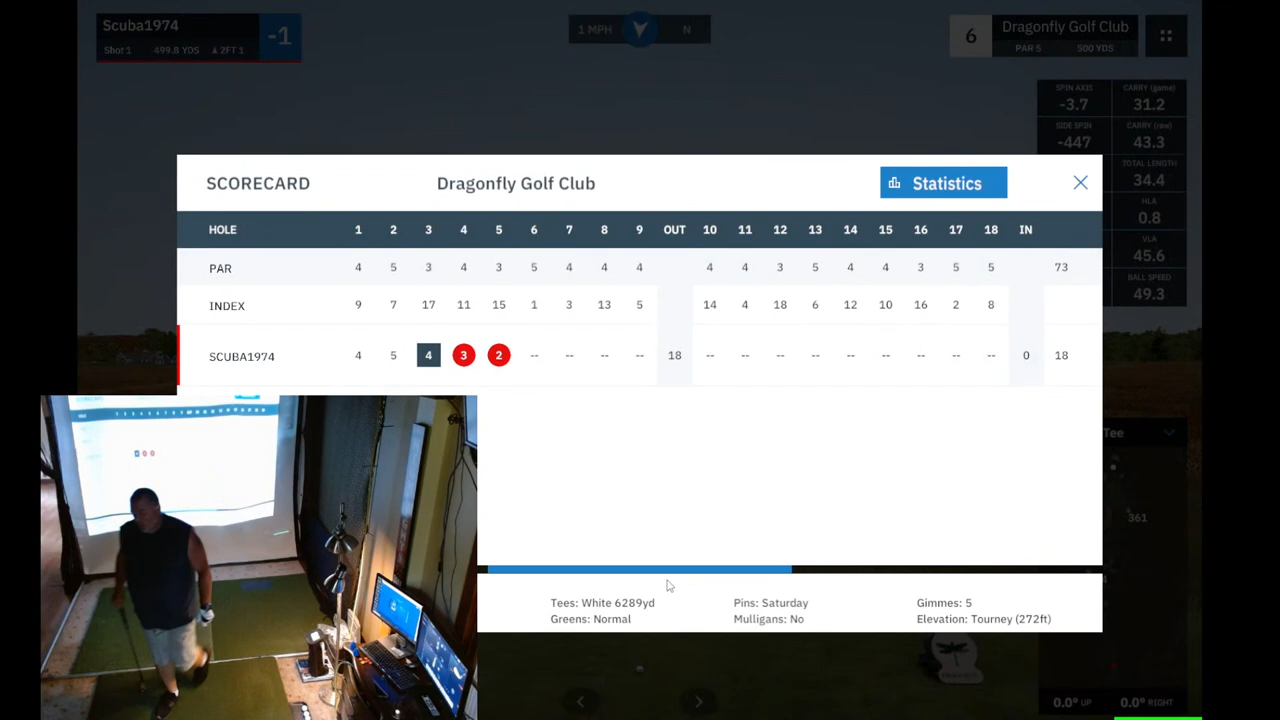 Scuba1974
-1
Shot 1 499.8 YDS ▲ 2FT 1
1 MPH N
6
Dragonfly Golf Club
PAR 5 500 YDS
SPIN AXIS CARRY (game)
-3.7 31.2
SIDE SPIN CARRY (raw)
-447 43.3
TOTAL LENGTH
34.4
HLA
0.8
VLA
45.6
BALL SPEED
49.3
SCORECARD Dragonfly Golf Club Statistics
HOLE 1 2 3 4 5 6 7 8 9 OUT 10 11 12 13 14 15 16 17 18 IN
PAR 4 5 3 4 3 5 4 4 4 4 4 3 5 4 4 3 5 5 73
INDEX 9 7 17 11 15 1 3 13 5 14 4 18 6 12 10 16 2 8
SCUBA1974 4 5 4 3 2 -- -- -- -- 18 -- -- -- -- -- -- -- -- -- 0 18
Tee
361
Tees: White 6289yd Pins: Saturday Gimmes: 5
Greens: Normal Mulligans: No Elevation: Tourney (272ft)
0.0° UP 0.0° RIGHT